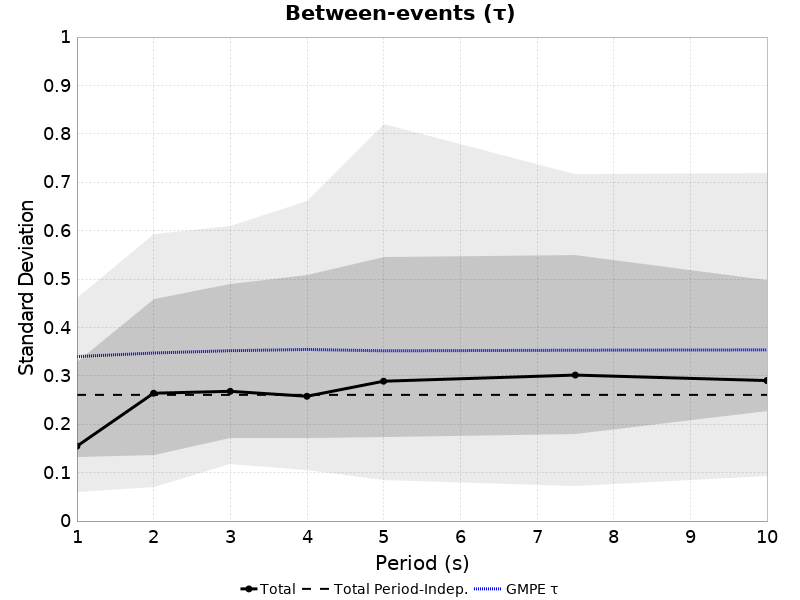 Between-events (τ)
Standard Deviation
1
0.9
0.8
0.7
0.6
0.5
0.4
0.3
0.2
0.1
0
1 2 3 4 5 6 7 8 9 10
Period (s)
Total Total Period-Indep. GMPE τ